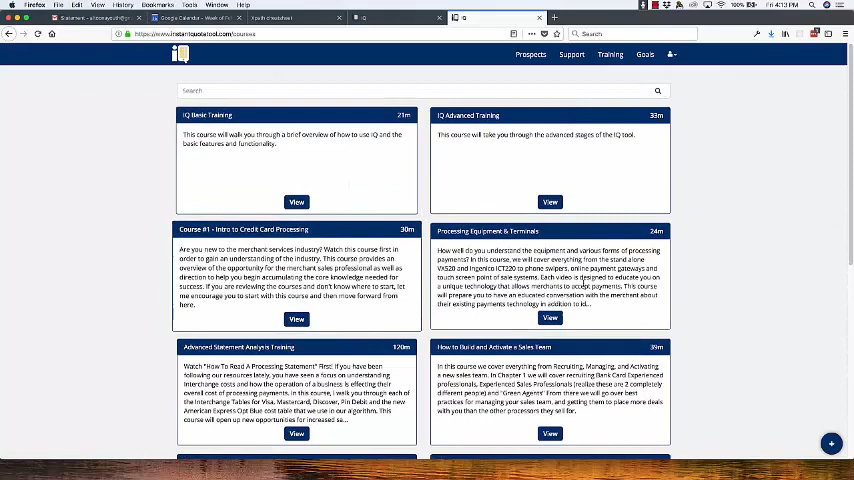 Firefox File Edit View History Bookmarks Tools Window Help
100% Fri 4:13 PM
Google Calendar - Week of
Xpath cheatsheet
iQ
iQ
https://www.instantquotetool.com/courses
Search
iQ
Prospects Support Training Goals
Search
IQ Basic Training 21m
This course will walk you through a brief overview of how to use IQ and the
basic features and functionality.
View
IQ Advanced Training 33m
This course will take you through the advanced stages of the IQ tool.
View
Course #1 - Intro to Credit Card Processing 30m
Are you new to the merchant services industry? Watch this course first in
order to gain an understanding of the industry. This course provides an
overview of the opportunity for the merchant sales professional as well as
direction to help you begin accumulating the core knowledge needed for
success. If you are reviewing the courses and don't know where to start, let
me encourage you to start with this course and then move forward from
here.
View
Processing Equipment & Terminals 24m
How well do you understand the equipment and various forms of processing
payments? In this course, we will cover everything from the stand alone
VX520 and Ingenico ICT220 to phone swipers, online payment gateways and
touch screen point of sale systems. Each video is designed to educate you on
a unique technology that allows merchants to accept payments. This course
will prepare you to have an educated conversation with the merchant about
their existing payments technology in addition to id...
View
Advanced Statement Analysis Training 120m
Watch "How To Read A Processing Statement" First! If you have been
following our resources lately, you have seen a focus on understanding
Interchange costs and how the operation of a business is effecting their
overall cost of processing payments. In this course, I walk you through each of
the Interchange Tables for Visa, Mastercard, Discover, Pin Debit and the new
American Express Opt Blue cost table that we use in our algorithm. This
course will open up new opportunities for increased sa...
View
How to Build and Activate a Sales Team 39m
In this course we cover everything from Recruiting, Managing, and Activating
a new sales team. In Chapter 1 we will cover recruiting Bank Card Experienced
professionals, Experienced Sales Professionals (realize these are 2 completely
different people) and "Green Agents" From there we will go over best
practices for managing your sales team, and getting them to place more deals
with you than the other processors they sell for.
View